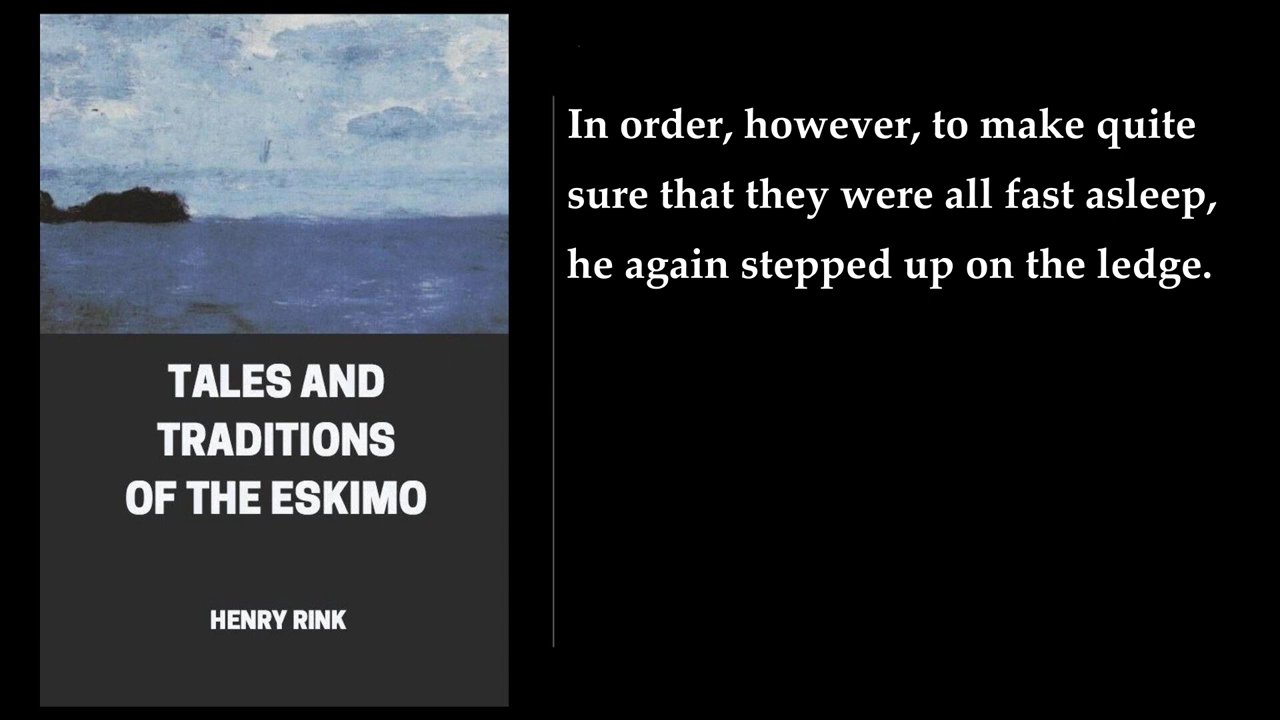 TALES AND
TRADITIONS
OF THE ESKIMO
HENRY RINK
In order, however, to make quite
sure that they were all fast asleep,
he again stepped up on the ledge.